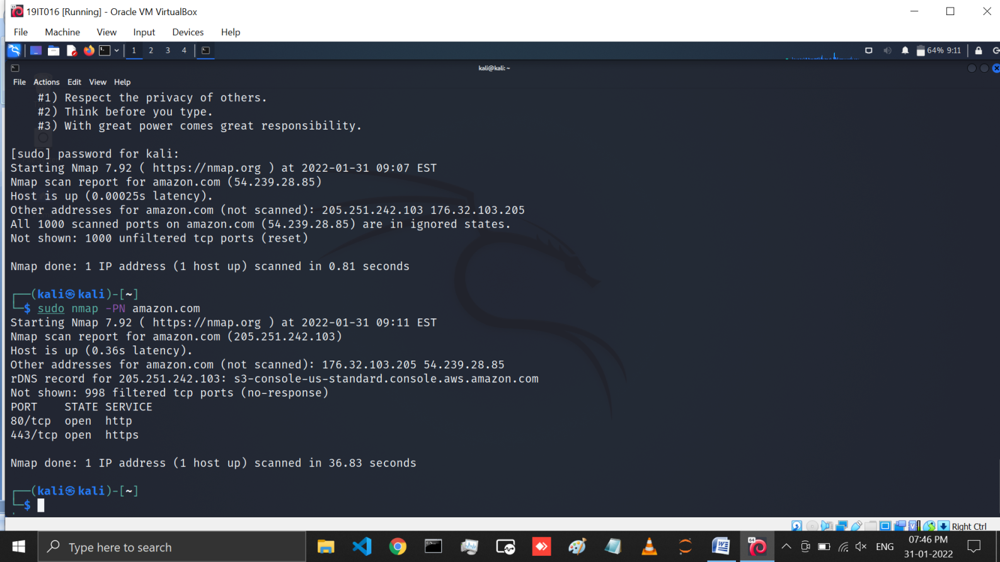 19IT016 [Running] - Oracle VM VirtualBox
File Machine View Input Devices Help
1 2 3 4 64% 9:11
kali@kali: ~
File Actions Edit View Help
#1) Respect the privacy of others.
#2) Think before you type.
#3) With great power comes great responsibility.
[sudo] password for kali:
Starting Nmap 7.92 ( https://nmap.org ) at 2022-01-31 09:07 EST
Nmap scan report for amazon.com (54.239.28.85)
Host is up (0.00025s latency).
Other addresses for amazon.com (not scanned): 205.251.242.103 176.32.103.205
All 1000 scanned ports on amazon.com (54.239.28.85) are in ignored states.
Not shown: 1000 unfiltered tcp ports (reset)
Nmap done: 1 IP address (1 host up) scanned in 0.81 seconds
┌──(kali㉿kali)-[~]
└─$ sudo nmap -PN amazon.com
Starting Nmap 7.92 ( https://nmap.org ) at 2022-01-31 09:11 EST
Nmap scan report for amazon.com (205.251.242.103)
Host is up (0.36s latency).
Other addresses for amazon.com (not scanned): 176.32.103.205 54.239.28.85
rDNS record for 205.251.242.103: s3-console-us-standard.console.aws.amazon.com
Not shown: 998 filtered tcp ports (no-response)
PORT    STATE SERVICE
80/tcp  open  http
443/tcp open  https
Nmap done: 1 IP address (1 host up) scanned in 36.83 seconds
┌──(kali㉿kali)-[~]
└─$
Right Ctrl
Type here to search
ENG
07:46 PM
31-01-2022